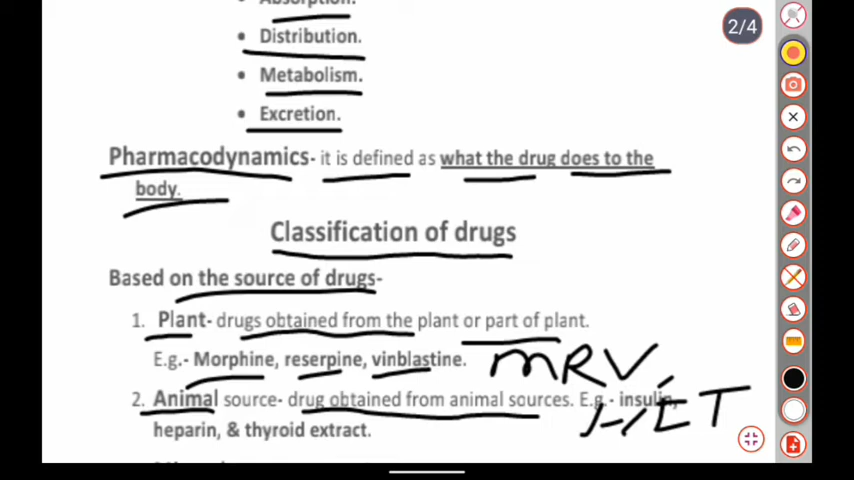 Absorption.
2/4
• Distribution.
• Metabolism.
• Excretion.
Pharmacodynamics- it is defined as what the drug does to the
body.
Classification of drugs
Based on the source of drugs-
1. Plant- drugs obtained from the plant or part of plant.
E.g.- Morphine, reserpine, vinblastine.
MRV
2. Animal source- drug obtained from animal sources. E.g.- insulin,
heparin, & thyroid extract.